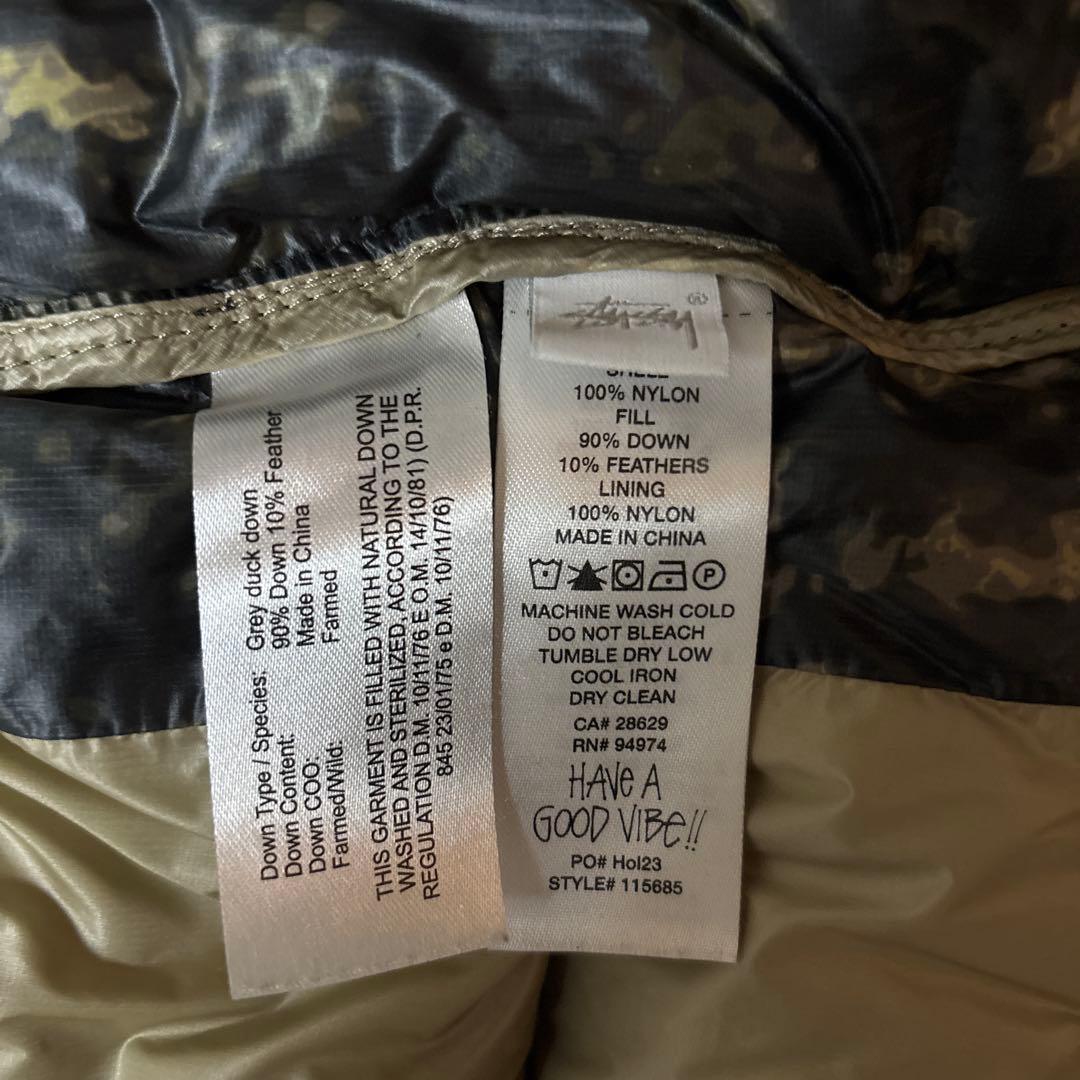 Down Type / Species: Grey duck down
Down Content: 90% Down 10% Feather
Down COO: Made in China
Farmed/Wild: Farmed
THIS GARMENT IS FILLED WITH NATURAL DOWN
WASHED AND STERILIZED, ACCORDING TO THE
REGULATION D.M. 10/11/76 E O.M. 14/10/81) (D.P.R.
845 23/01/75 e D.M. 10/11/76)
Stüssy ®
SHELL
100% NYLON
FILL
90% DOWN
10% FEATHERS
LINING
100% NYLON
MADE IN CHINA
P
MACHINE WASH COLD
DO NOT BLEACH
TUMBLE DRY LOW
COOL IRON
DRY CLEAN
CA# 28629
RN# 94974
HAVE A
GOOD VIBE!!
PO# Hol23
STYLE# 115685